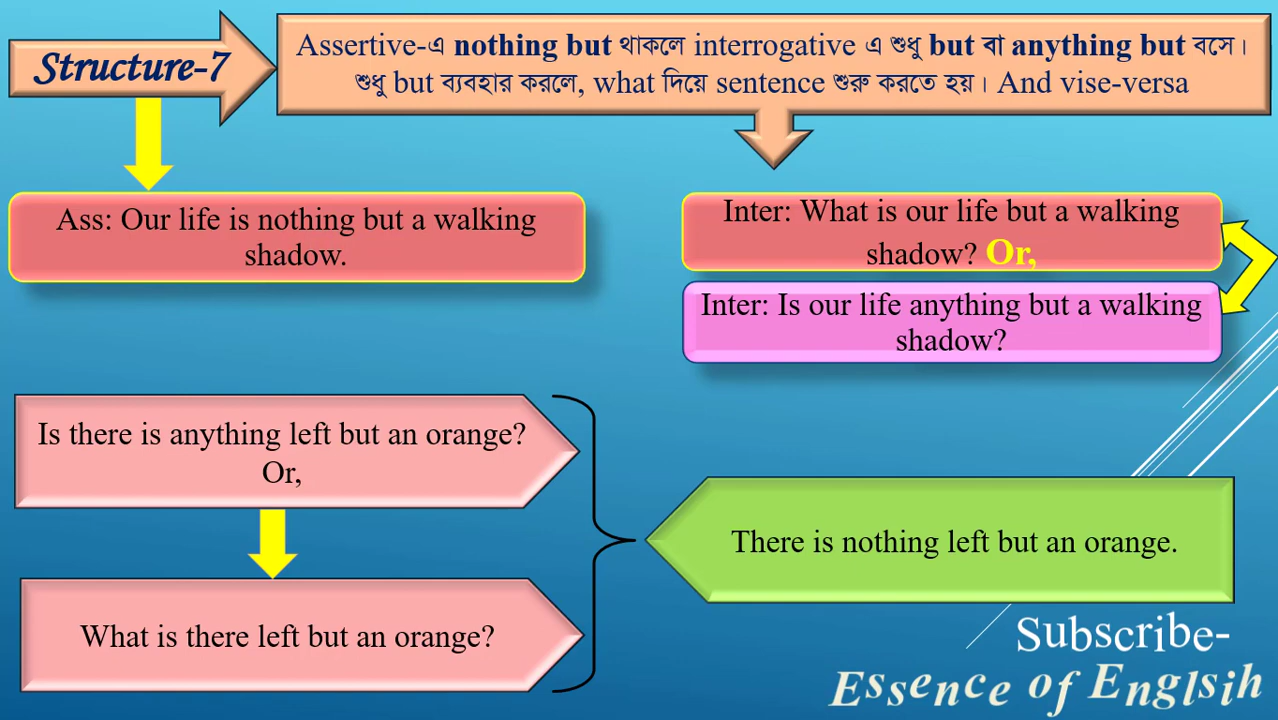 Structure-7
Assertive-এ nothing but থাকলে interrogative এ শুধু but বা anything but বসে।
শুধু but ব্যবহার করলে, what দিয়ে sentence শুরু করতে হয়। And vise-versa
Ass: Our life is nothing but a walking
shadow.
Inter: What is our life but a walking
shadow? Or,
Inter: Is our life anything but a walking
shadow?
Is there is anything left but an orange?
Or,
There is nothing left but an orange.
What is there left but an orange?
Subscribe-
Essence of Englsih